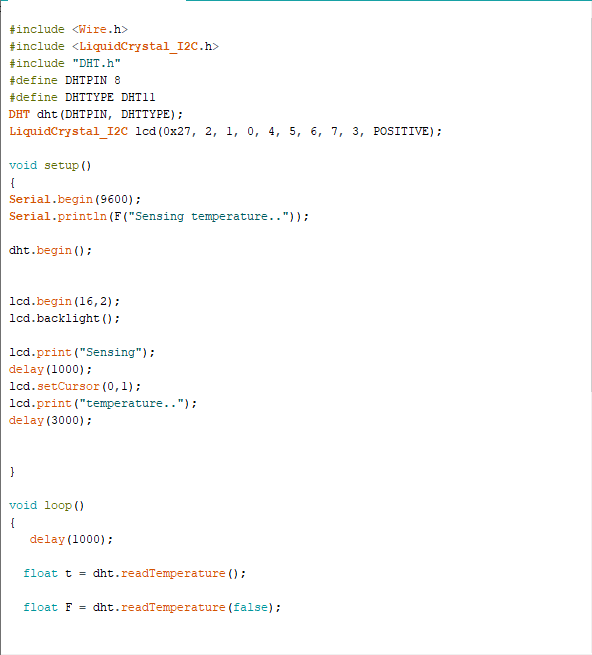 #include <Wire.h>
#include <LiquidCrystal_I2C.h>
#include "DHT.h"
#define DHTPIN 8
#define DHTTYPE DHT11
DHT dht(DHTPIN, DHTTYPE);
LiquidCrystal_I2C lcd(0x27, 2, 1, 0, 4, 5, 6, 7, 3, POSITIVE);
void setup()
{
Serial.begin(9600);
Serial.println(F("Sensing temperature.."));
dht.begin();
lcd.begin(16,2);
lcd.backlight();
lcd.print("Sensing");
delay(1000);
lcd.setCursor(0,1);
lcd.print("temperature..");
delay(3000);
}
void loop()
{
delay(1000);
float t = dht.readTemperature();
float F = dht.readTemperature(false);